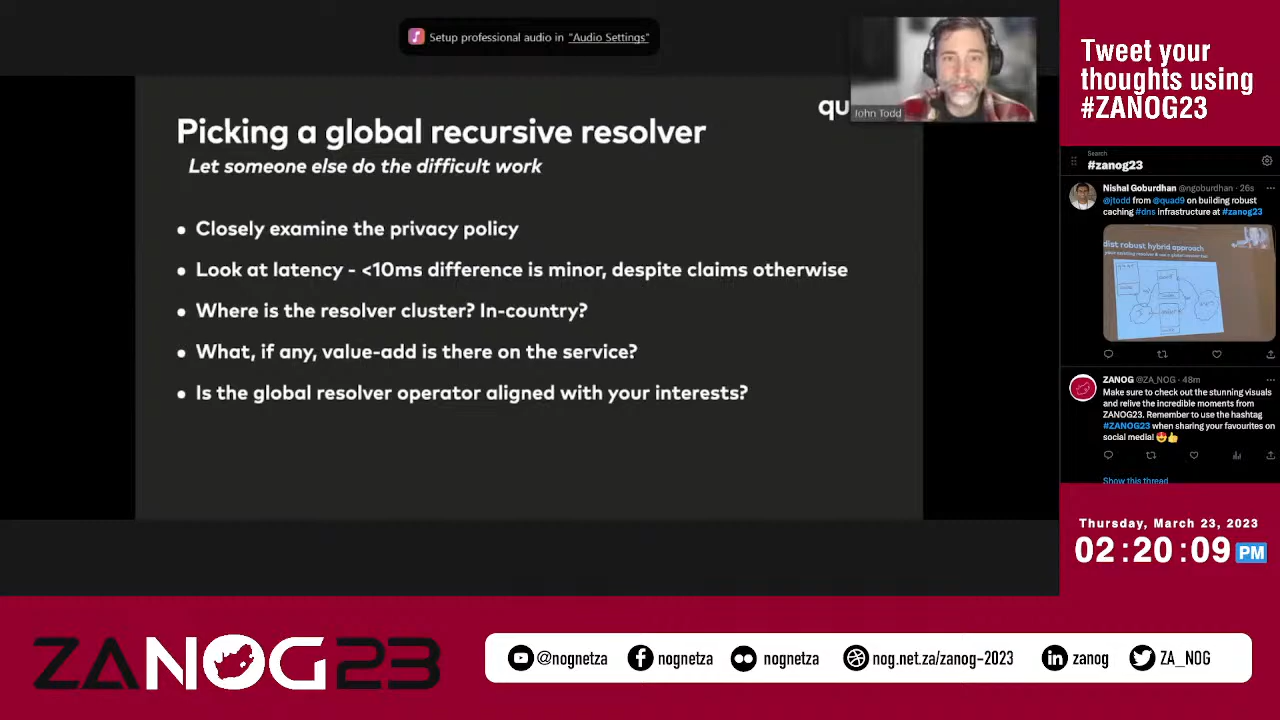 Setup professional audio in "Audio Settings"
John Todd
qu
Picking a global recursive resolver
Let someone else do the difficult work
• Closely examine the privacy policy
• Look at latency - <10ms difference is minor, despite claims otherwise
• Where is the resolver cluster? In-country?
• What, if any, value-add is there on the service?
• Is the global resolver operator aligned with your interests?
Tweet your
thoughts using
#ZANOG23
Search
#zanog23
Nishal Goburdhan @ngoburdhan · 26s
@jtodd from @quad9 on building robust
caching #dns infrastructure at #zanog23
dist robust hybrid approach
ZANOG @ZA_NOG · 48m
Make sure to check out the stunning visuals
and relive the incredible moments from
ZANOG23. Remember to use the hashtag
#ZANOG23 when sharing your favourites on
social media! 😍👍
Show this thread
Thursday, March 23, 2023
02:20:09 PM
ZANOG23
@nognetza
nognetza
nognetza
nog.net.za/zanog-2023
zanog
ZA_NOG